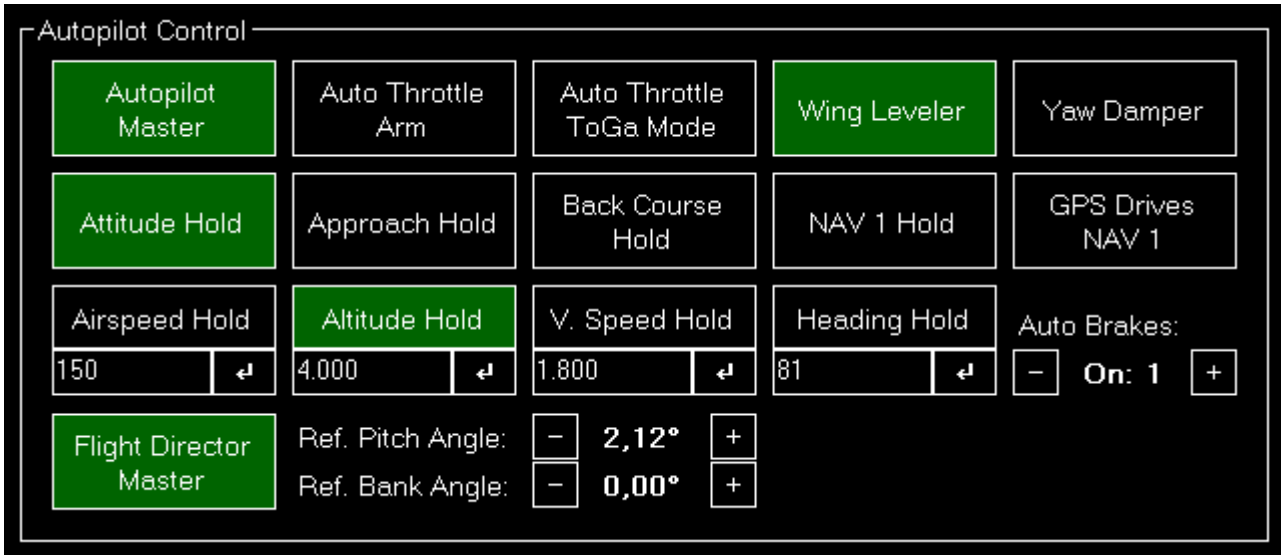 Autopilot Control
Autopilot
Master
Auto Throttle
Arm
Auto Throttle
ToGa Mode
Wing Leveler
Yaw Damper
Attitude Hold
Approach Hold
Back Course
Hold
NAV 1 Hold
GPS Drives
NAV 1
Airspeed Hold
150
Altitude Hold
4.000
V. Speed Hold
1.800
Heading Hold
81
Auto Brakes:
− On: 1 +
Flight Director
Master
Ref. Pitch Angle: − 2,12° +
Ref. Bank Angle: − 0,00° +